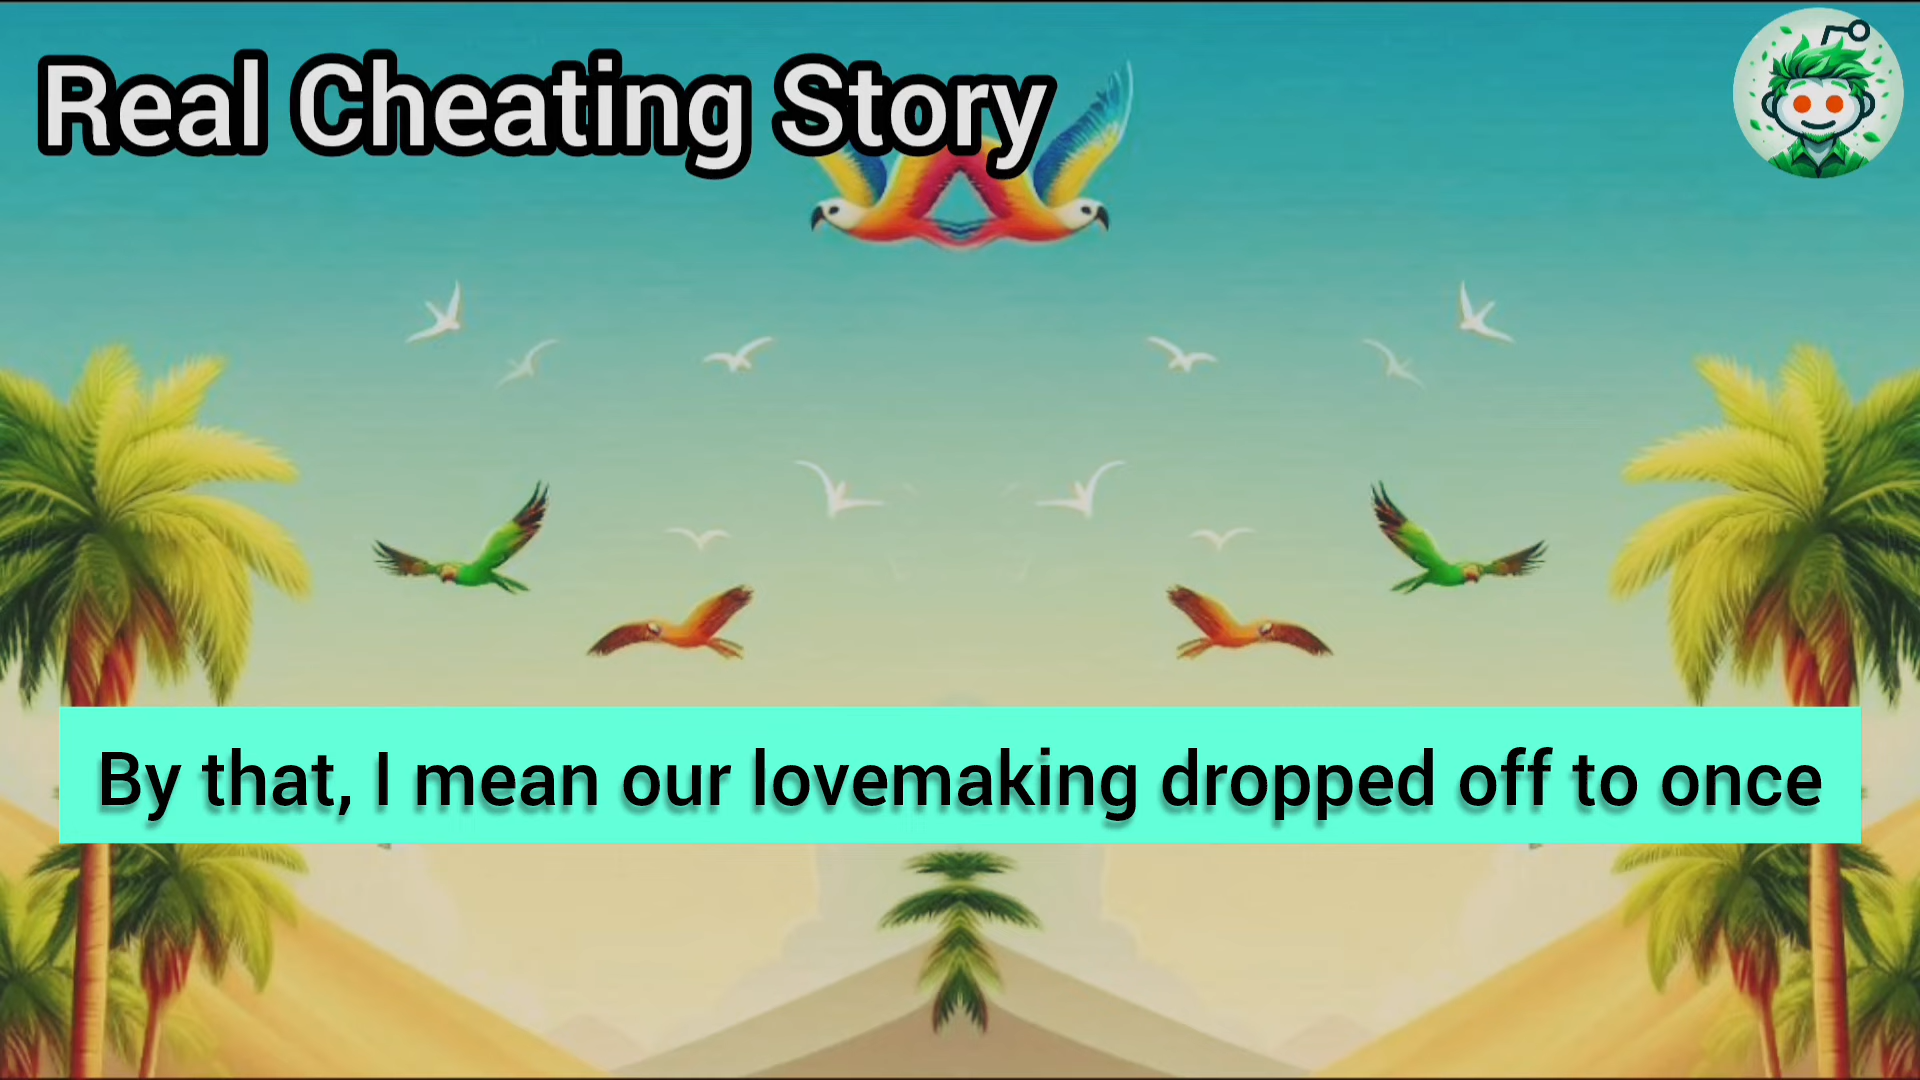 Real Cheating Story
By that, I mean our lovemaking dropped off to once